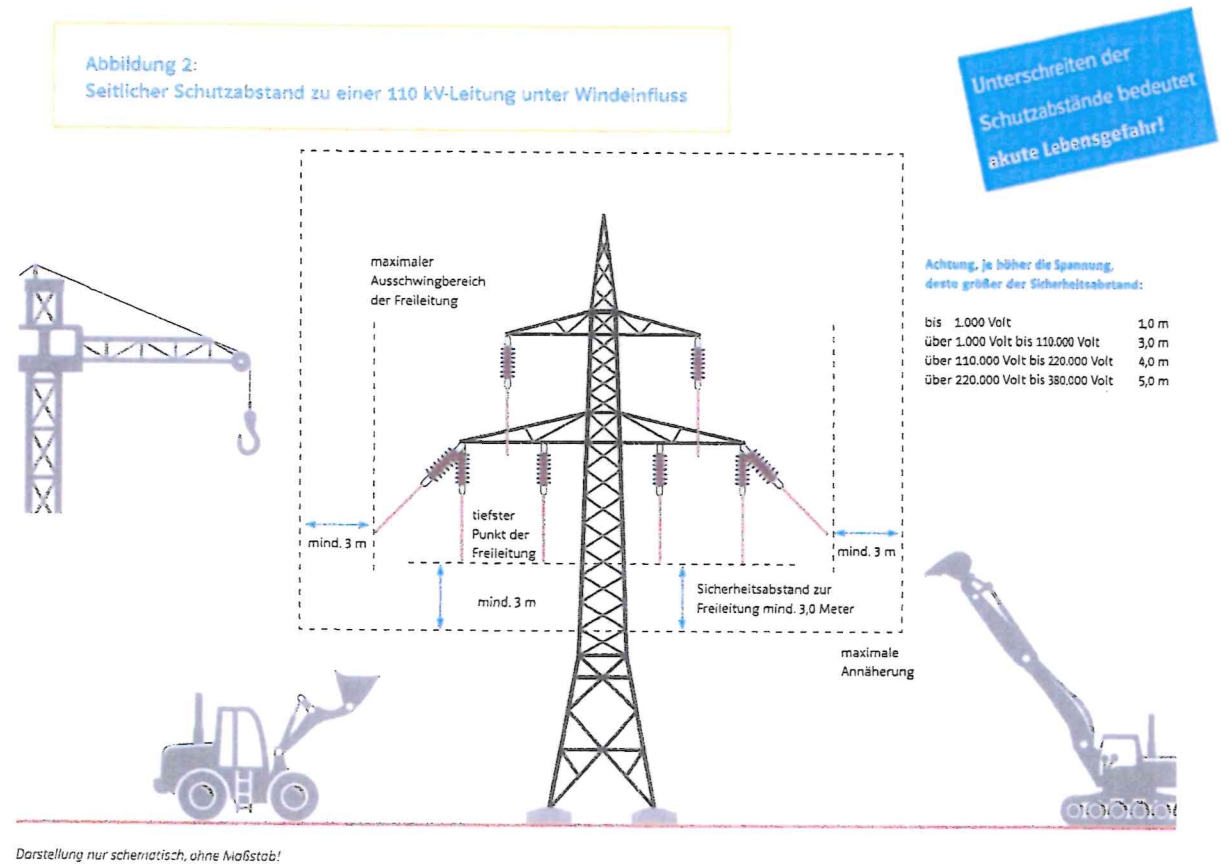 Abbildung 2:
Seitlicher Schutzabstand zu einer 110 kV-Leitung unter Windeinfluss
Unterschreiten der
Schutzabstände bedeutet
akute Lebensgefahr!
maximaler
Ausschwingbereich
der Freileitung
Achtung, je höher die Spannung,
desto größer der Sicherheitsabstand:
bis 1.000 Volt 1,0 m
über 1.000 Volt bis 110.000 Volt 3,0 m
über 110.000 Volt bis 220.000 Volt 4,0 m
über 220.000 Volt bis 380.000 Volt 5,0 m
mind. 3 m
tiefster
Punkt der
Freileitung
mind. 3 m
mind. 3 m
Sicherheitsabstand zur
Freileitung mind. 3,0 Meter
maximale
Annäherung
Darstellung nur schematisch, ohne Maßstab!